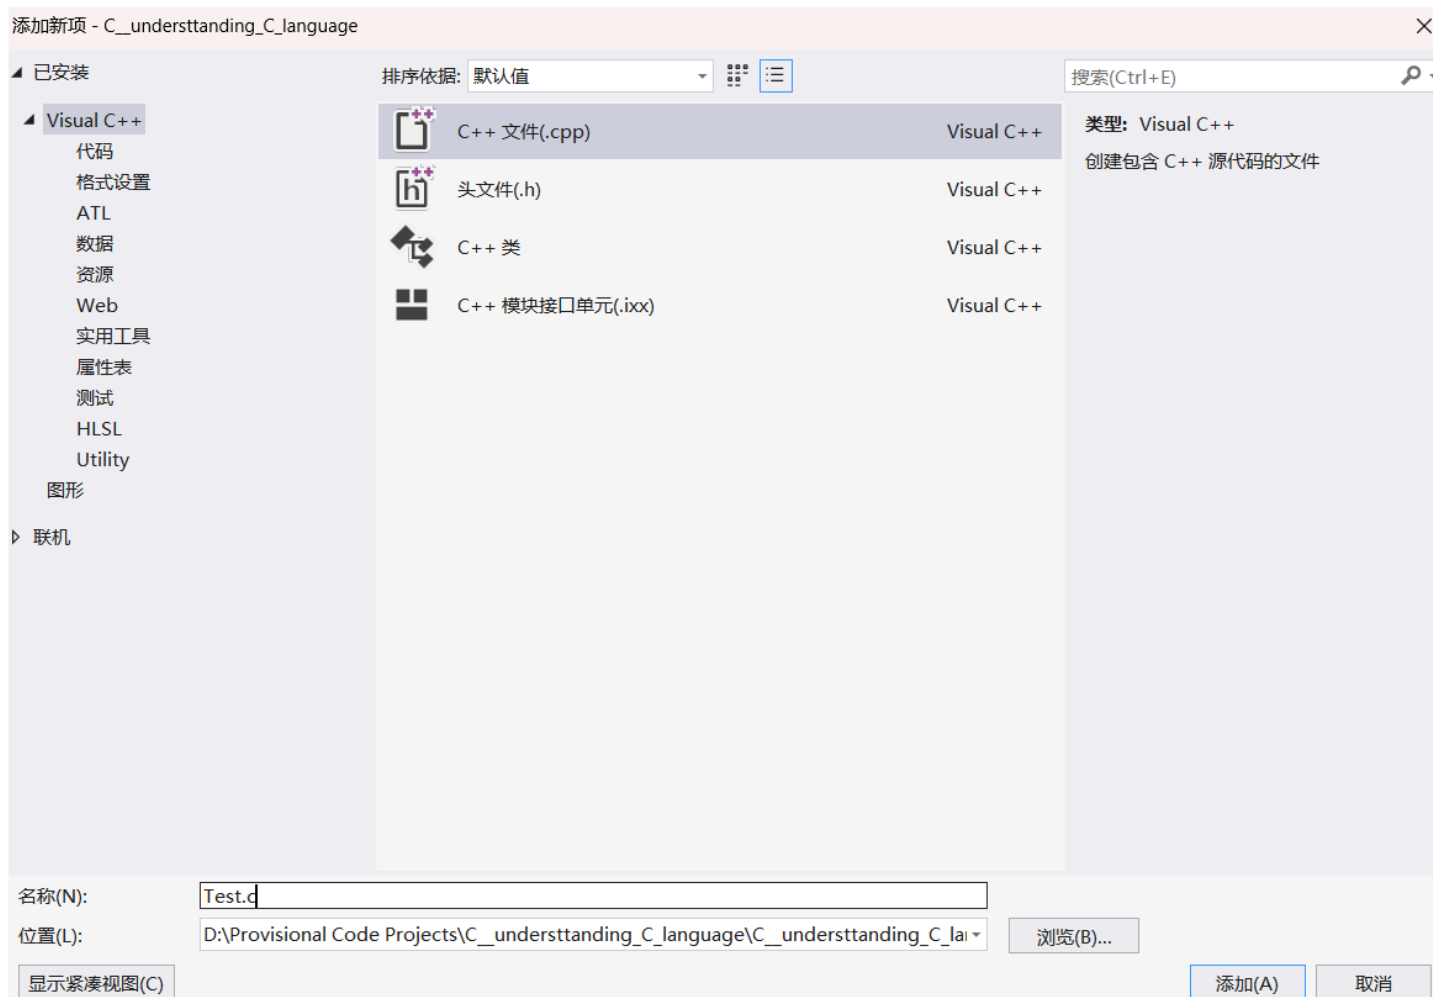 添加新项 - C__understtanding_C_language
已安装
排序依据: 默认值
搜索(Ctrl+E)
Visual C++
代码
格式设置
ATL
数据
资源
Web
实用工具
属性表
测试
HLSL
Utility
图形
联机
C++ 文件(.cpp) Visual C++
头文件(.h) Visual C++
C++ 类 Visual C++
C++ 模块接口单元(.ixx) Visual C++
类型: Visual C++
创建包含 C++ 源代码的文件
名称(N): Test.c
位置(L): D:\Provisional Code Projects\C__understtanding_C_language\C__understtanding_C_la 浏览(B)...
显示紧凑视图(C) 添加(A) 取消